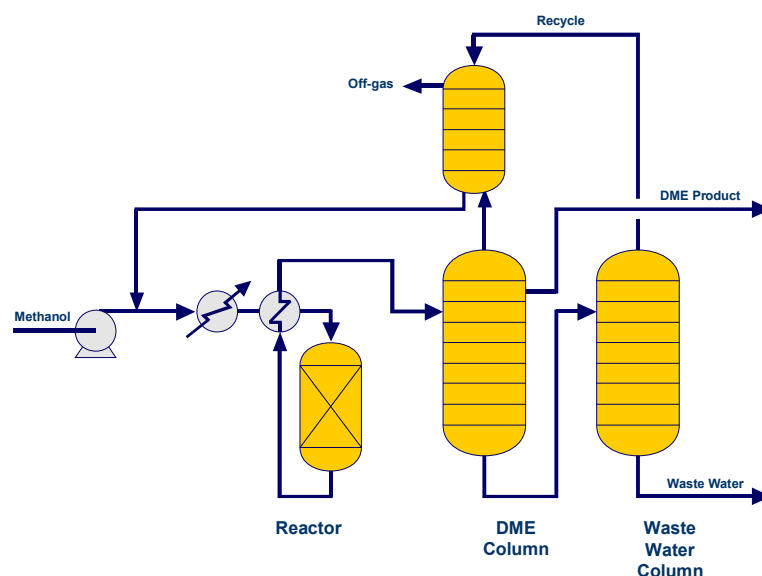 Recycle
Off-gas
DME Product
Methanol
Waste Water
Reactor
DME
Column
Waste
Water
Column